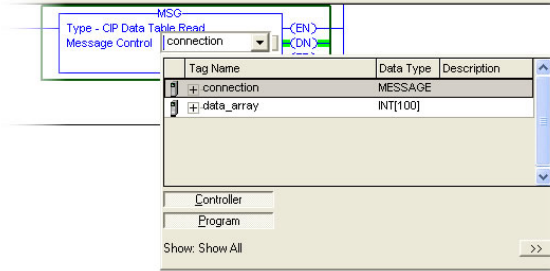 MSG
Type - CIP Data Table Read
Message Control
connection
EN
DN
Tag Name Data Type Description
+ connection MESSAGE
+ data_array INT[100]
Controller
Program
Show: Show All
>>